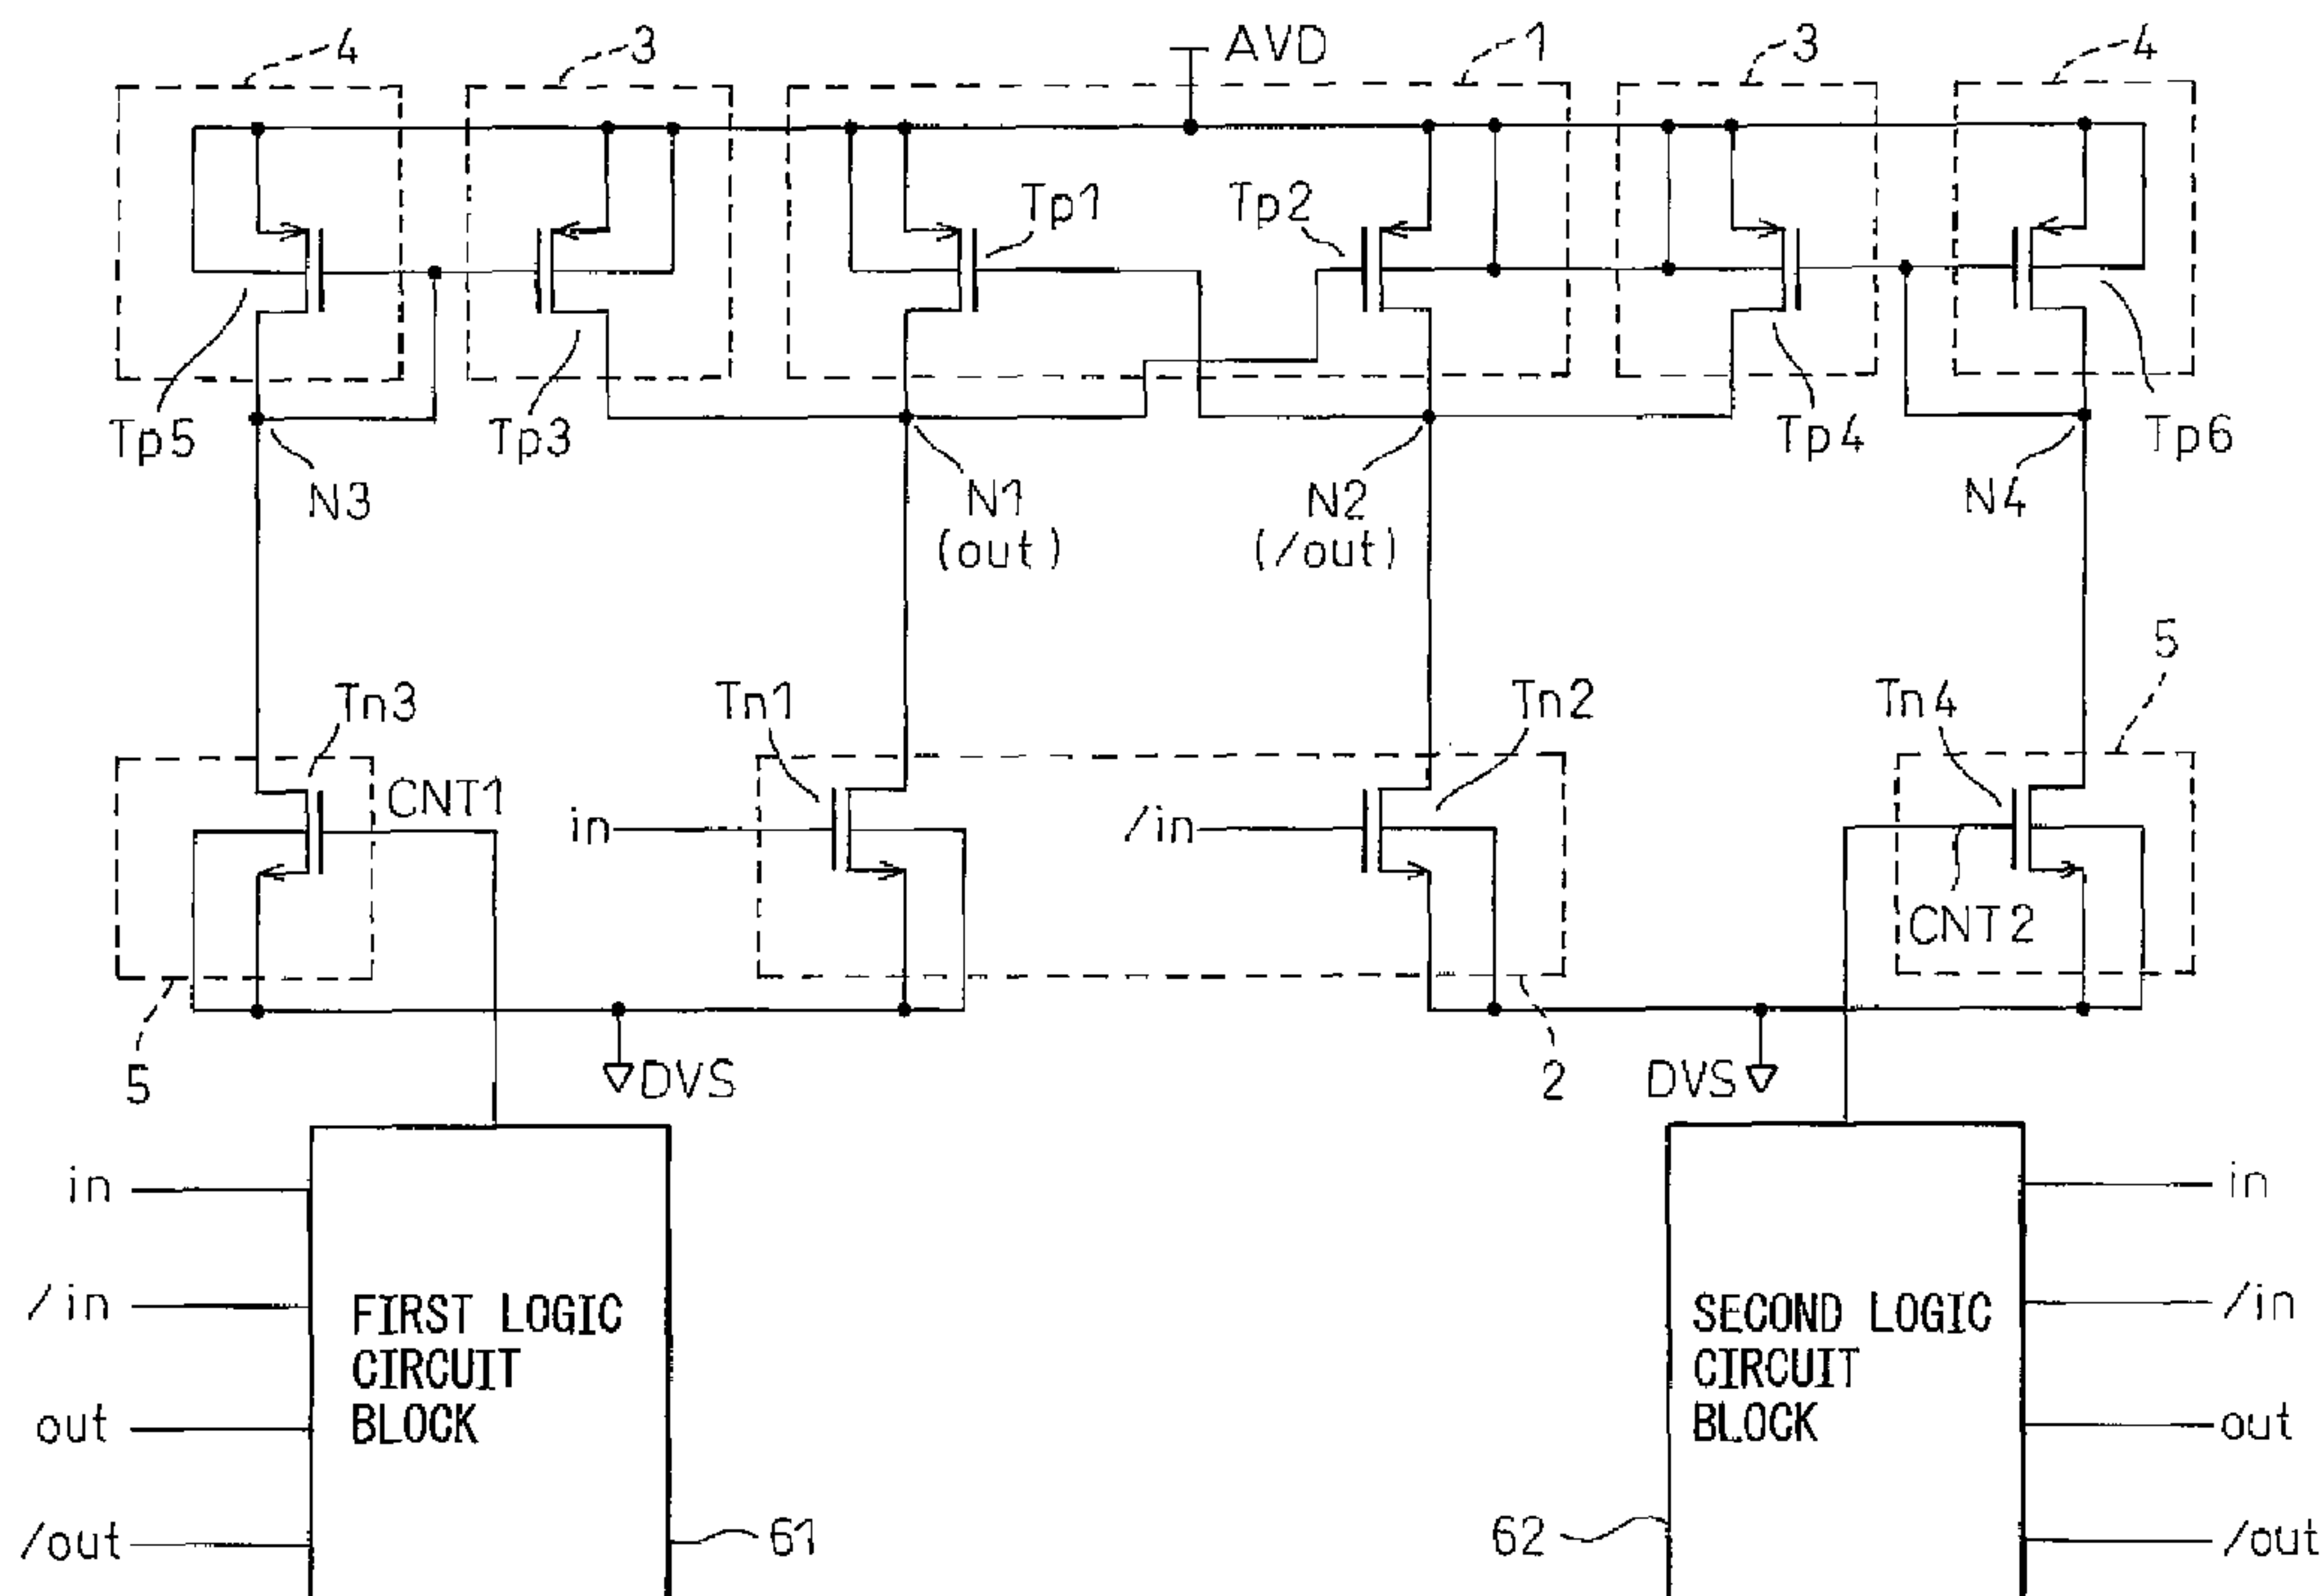 4
3
AVD
1
3
4
Tp1
Tp2
Tp5
Tp3
Tp4
Tp6
N3
N1
(out)
N2
(/out)
N4
5
Tn3
Tn1
Tn2
Tn4
CNT1
in
/in
CNT2
5
DVS
2
DVS
in
/in
out
/out
FIRST LOGIC
CIRCUIT
BLOCK
61
SECOND LOGIC
CIRCUIT
BLOCK
62
in
/in
out
/out